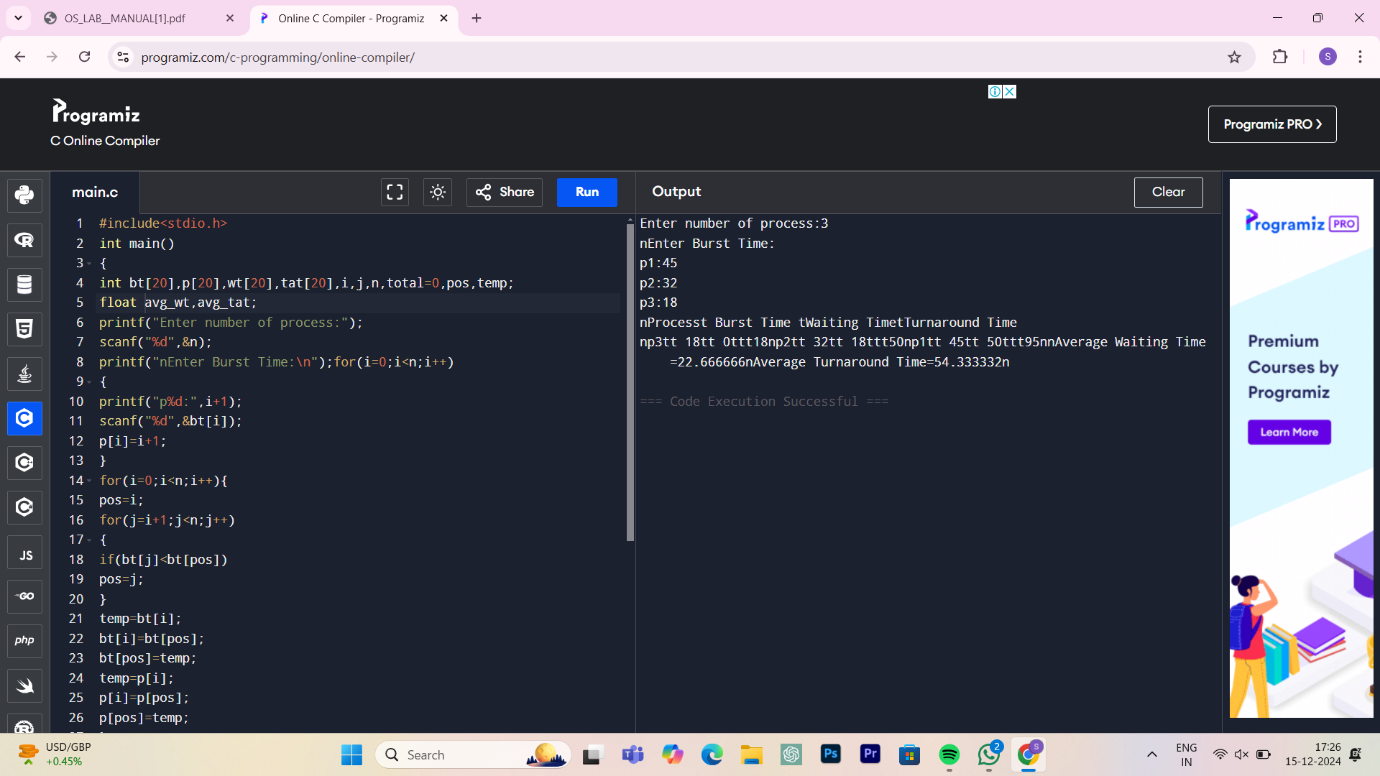 OS_LAB__MANUAL[1].pdf
Online C Compiler - Programiz
programiz.com/c-programming/online-compiler/
S
Programiz
C Online Compiler
Programiz PRO
main.c
Share
Run
Output
Clear
1 #include<stdio.h>
2 int main()
3 {
4 int bt[20],p[20],wt[20],tat[20],i,j,n,total=0,pos,temp;
5 float avg_wt,avg_tat;
6 printf("Enter number of process:");
7 scanf("%d",&n);
8 printf("nEnter Burst Time:\n");for(i=0;i<n;i++)
9 {
10 printf("p%d:",i+1);
11 scanf("%d",&bt[i]);
12 p[i]=i+1;
13 }
14 for(i=0;i<n;i++){
15 pos=i;
16 for(j=i+1;j<n;j++)
17 {
18 if(bt[j]<bt[pos])
19 pos=j;
20 }
21 temp=bt[i];
22 bt[i]=bt[pos];
23 bt[pos]=temp;
24 temp=p[i];
25 p[i]=p[pos];
26 p[pos]=temp;
Enter number of process:3
nEnter Burst Time:
p1:45
p2:32
p3:18
nProcesst Burst Time tWaiting TimetTurnaround Time
np3tt 18tt 0ttt18np2tt 32tt 18ttt50np1tt 45tt 50ttt95nnAverage Waiting Time
=22.666666nAverage Turnaround Time=54.333332n
=== Code Execution Successful ===
Programiz PRO
Premium
Courses by
Programiz
Learn More
JS
GO
php
USD/GBP
+0.45%
Search
Ps
Pr
2
S
ENG
IN
17:26
15-12-2024